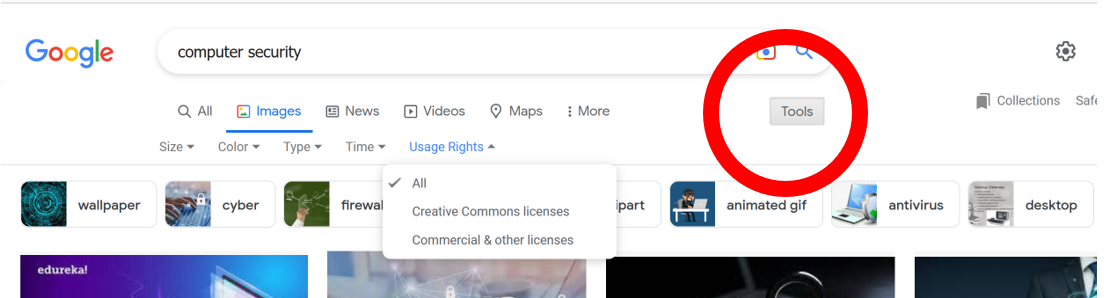 Google
computer security
All Images News Videos Maps More Tools
Collections Safe
Size Color Type Time Usage Rights
All
Creative Commons licenses
Commercial & other licenses
wallpaper cyber firewal ipart animated gif antivirus desktop
edureka!